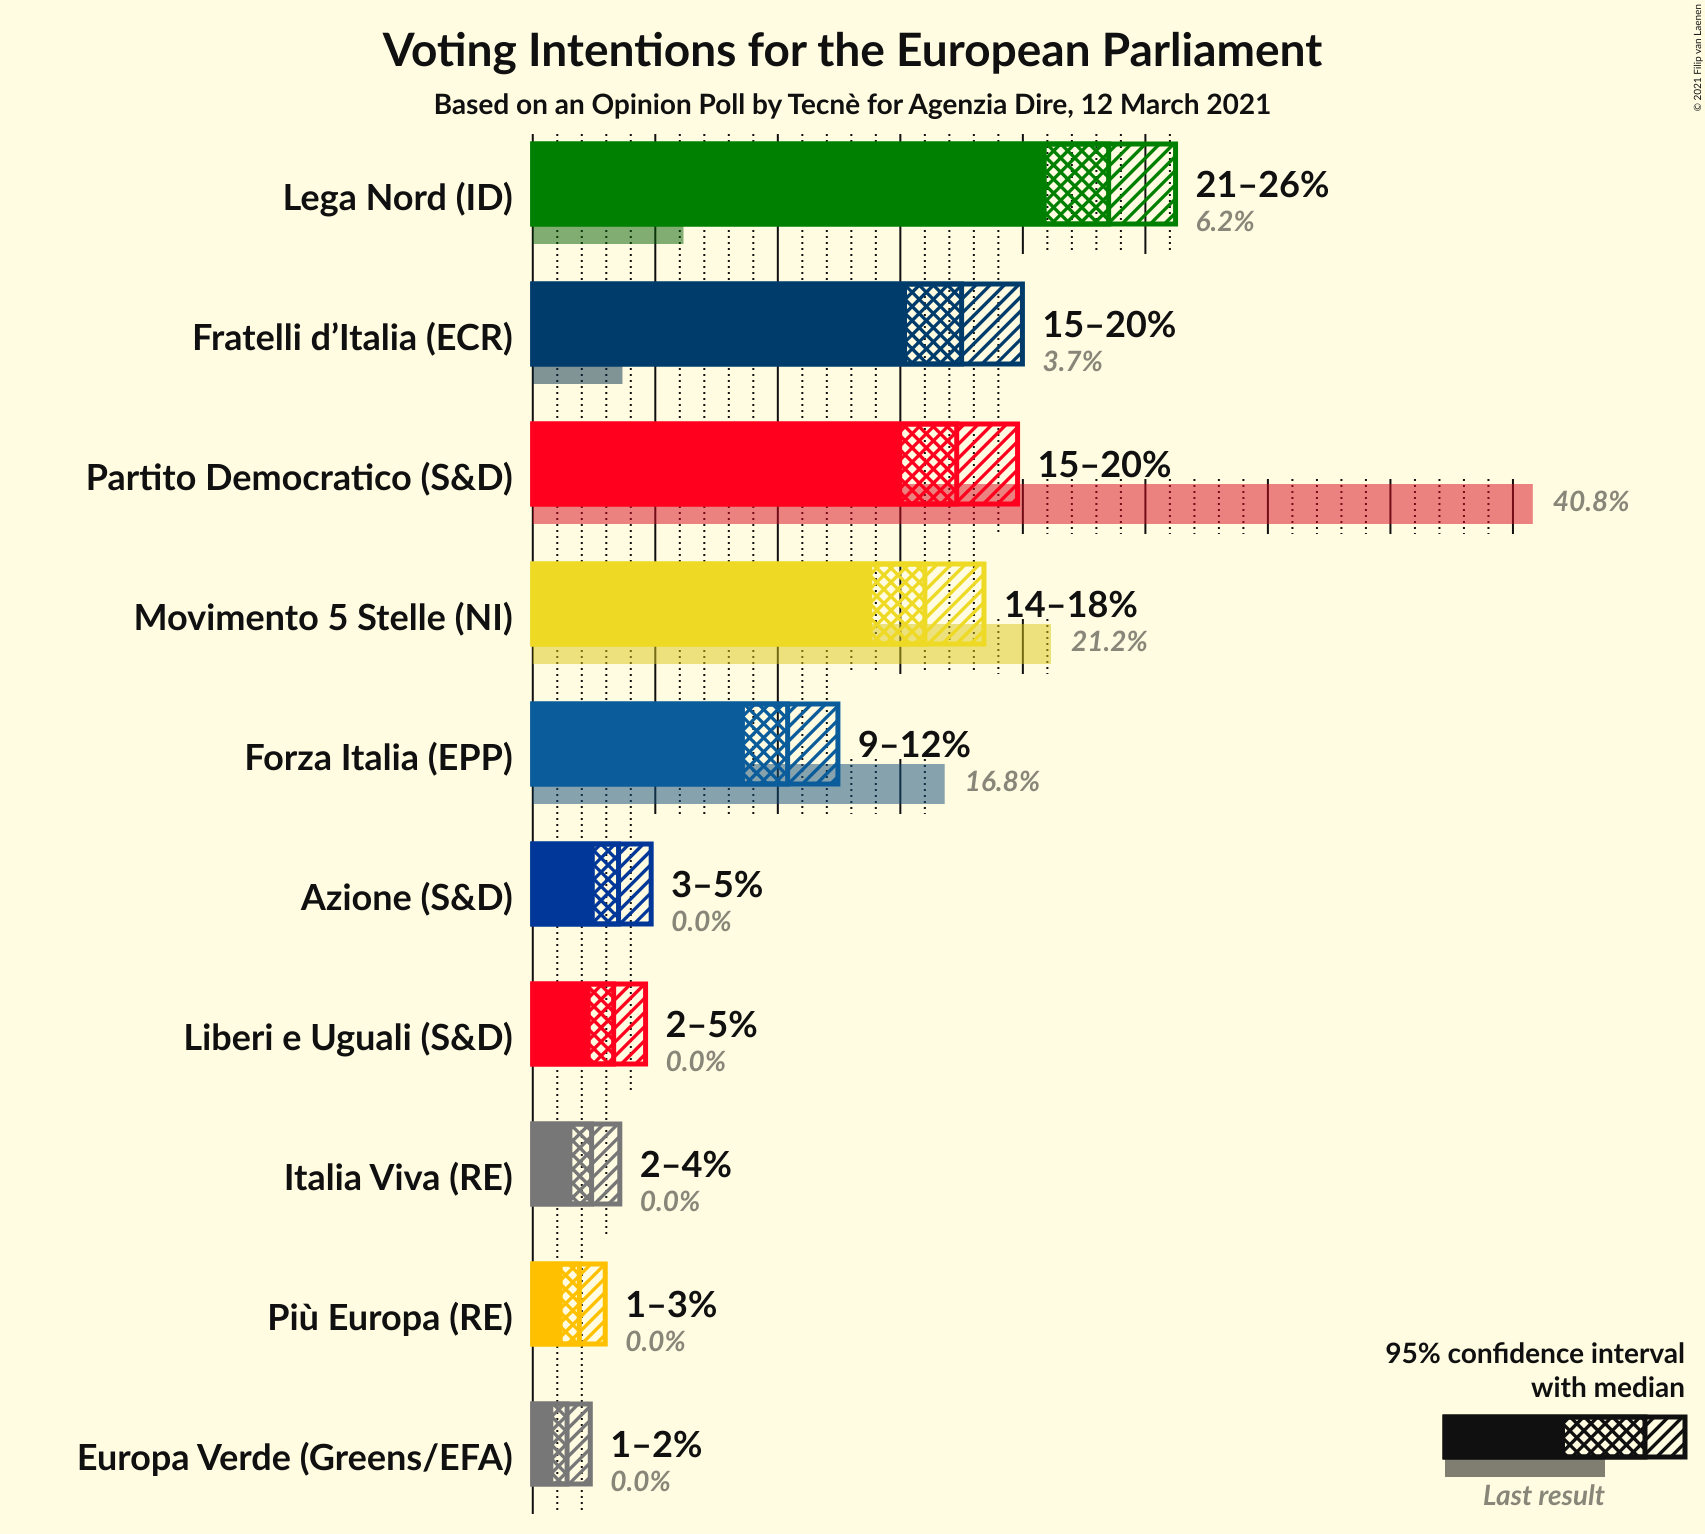 Voting Intentions for the European Parliament
Based on an Opinion Poll by Tecnè for Agenzia Dire, 12 March 2021
© 2021 Filip van Laenen
Lega Nord (ID)
21–26%
6.2%
Fratelli d’Italia (ECR)
15–20%
3.7%
Partito Democratico (S&D)
15–20%
40.8%
Movimento 5 Stelle (NI)
14–18%
21.2%
Forza Italia (EPP)
9–12%
16.8%
Azione (S&D)
3–5%
0.0%
Liberi e Uguali (S&D)
2–5%
0.0%
Italia Viva (RE)
2–4%
0.0%
Più Europa (RE)
1–3%
0.0%
Europa Verde (Greens/EFA)
1–2%
0.0%
95% confidence interval
with median
Last result